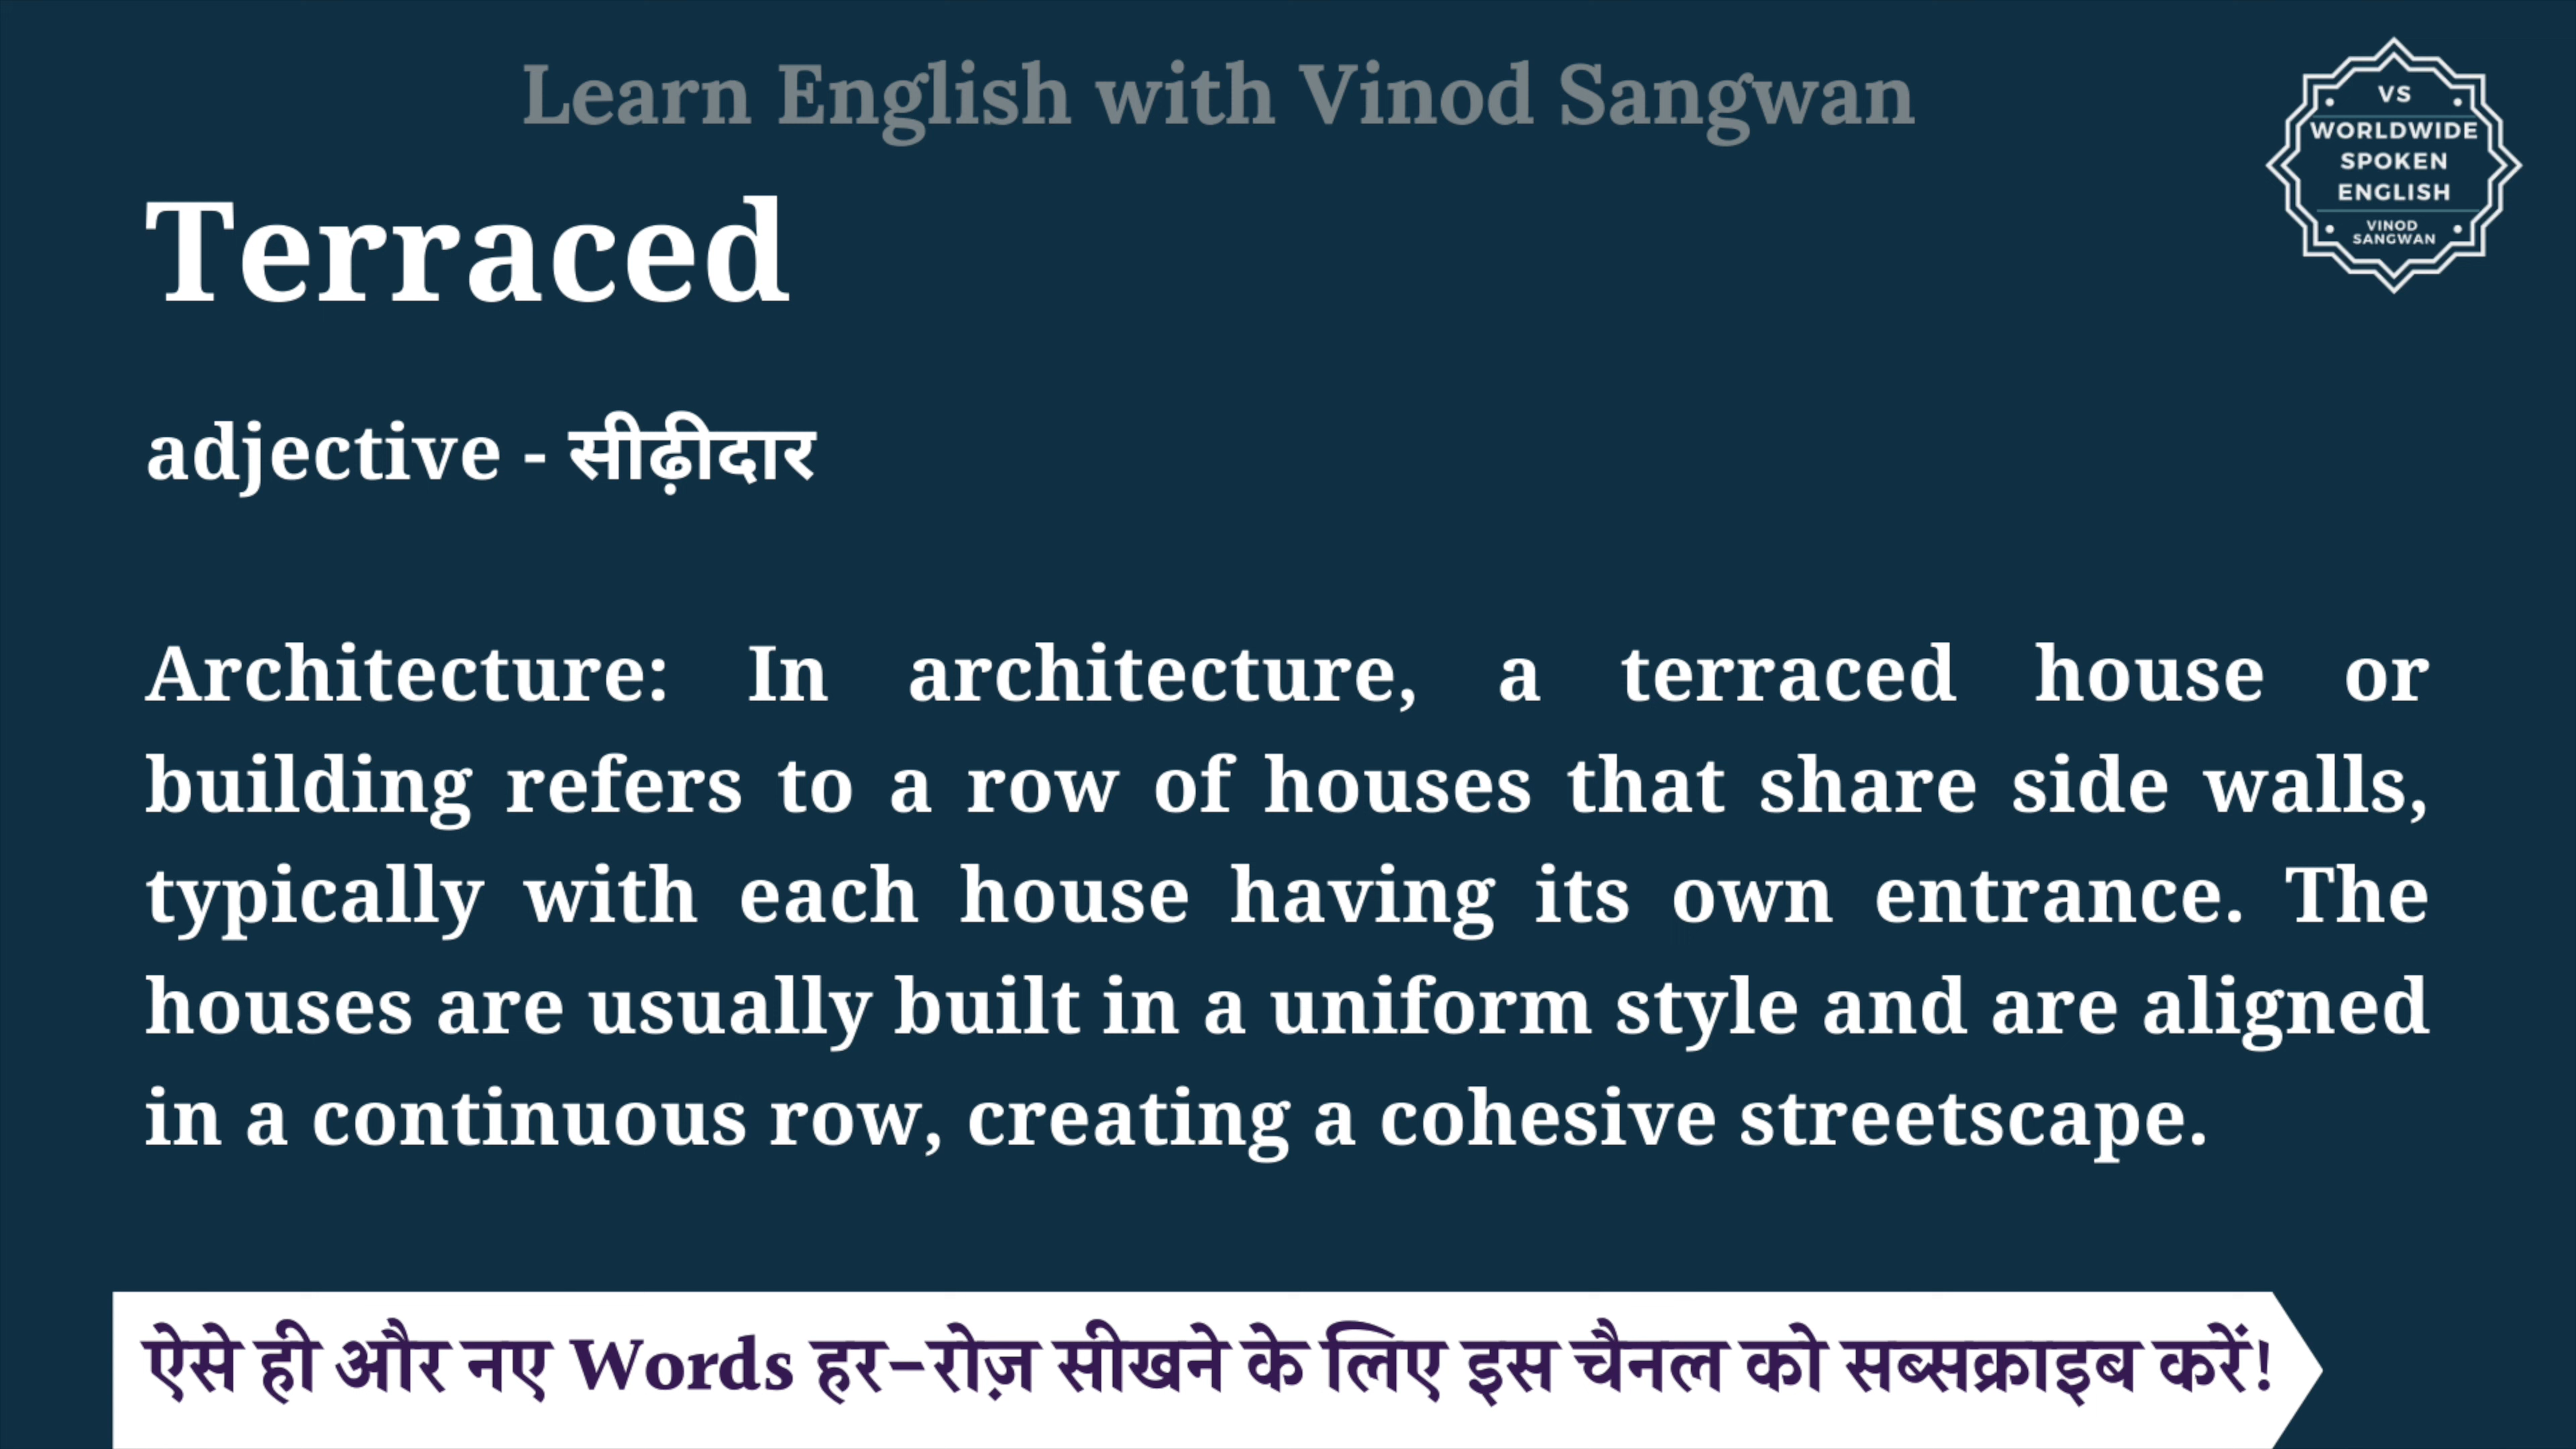 Learn English with Vinod Sangwan
VS
WORLDWIDE
SPOKEN
ENGLISH
VINOD
SANGWAN
Terraced
adjective - सीढ़ीदार
Architecture: In architecture, a terraced house or
building refers to a row of houses that share side walls,
typically with each house having its own entrance. The
houses are usually built in a uniform style and are aligned
in a continuous row, creating a cohesive streetscape.
ऐसे ही और नए Words हर-रोज़ सीखने के लिए इस चैनल को सब्सक्राइब करें!